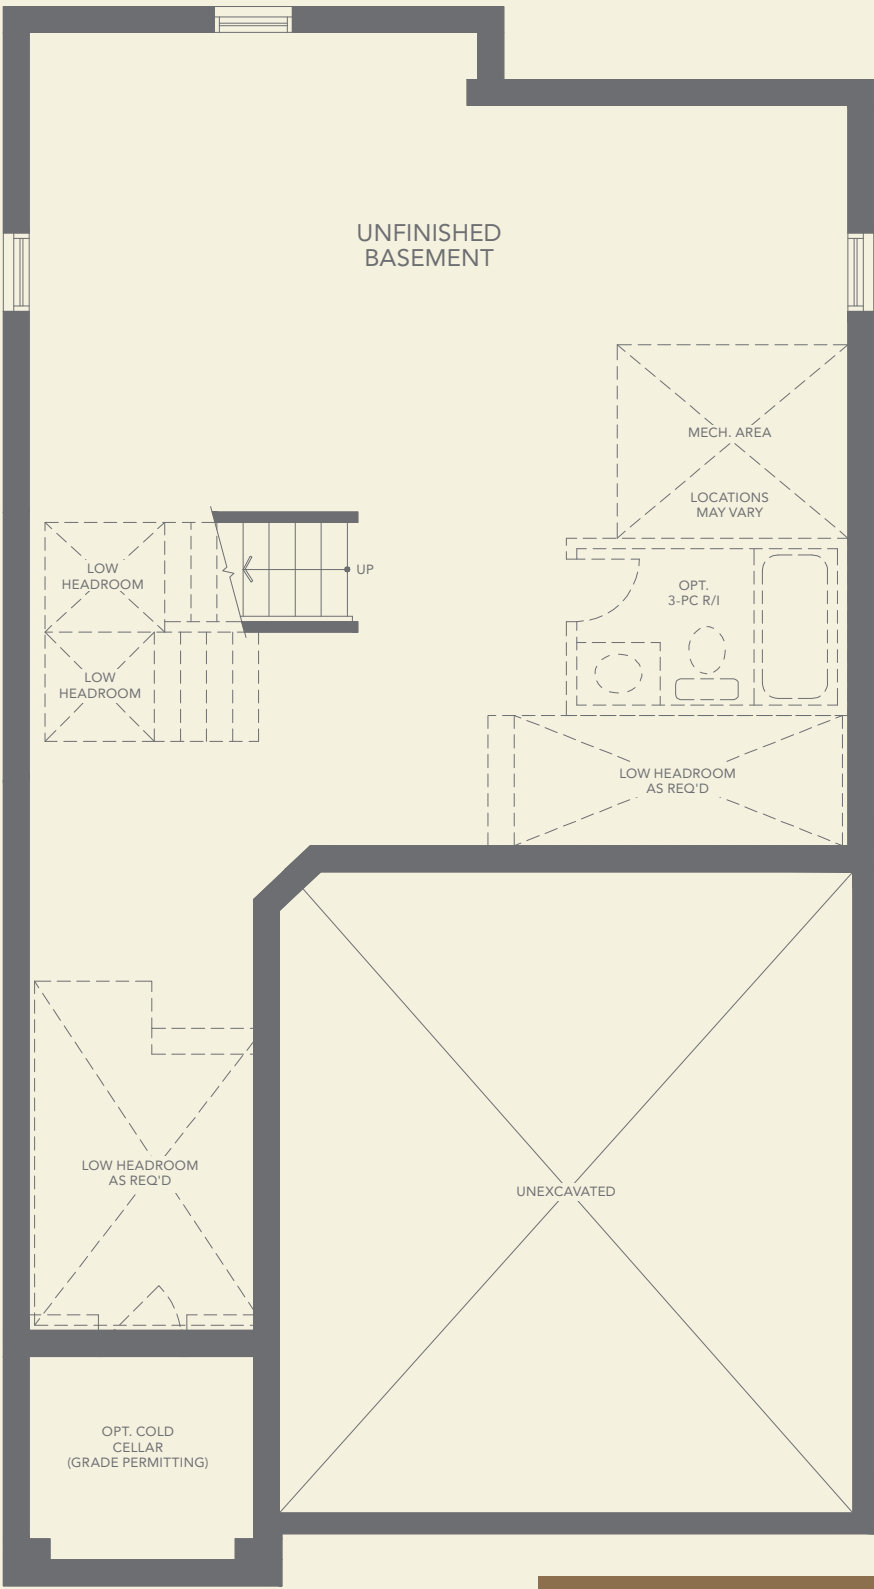 UNFINISHED
BASEMENT
MECH. AREA
LOCATIONS
MAY VARY
LOW
HEADROOM
UP
OPT.
3-PC R/I
LOW
HEADROOM
LOW HEADROOM
AS REQ'D
LOW HEADROOM
AS REQ'D
UNEXCAVATED
OPT. COLD
CELLAR
(GRADE PERMITTING)